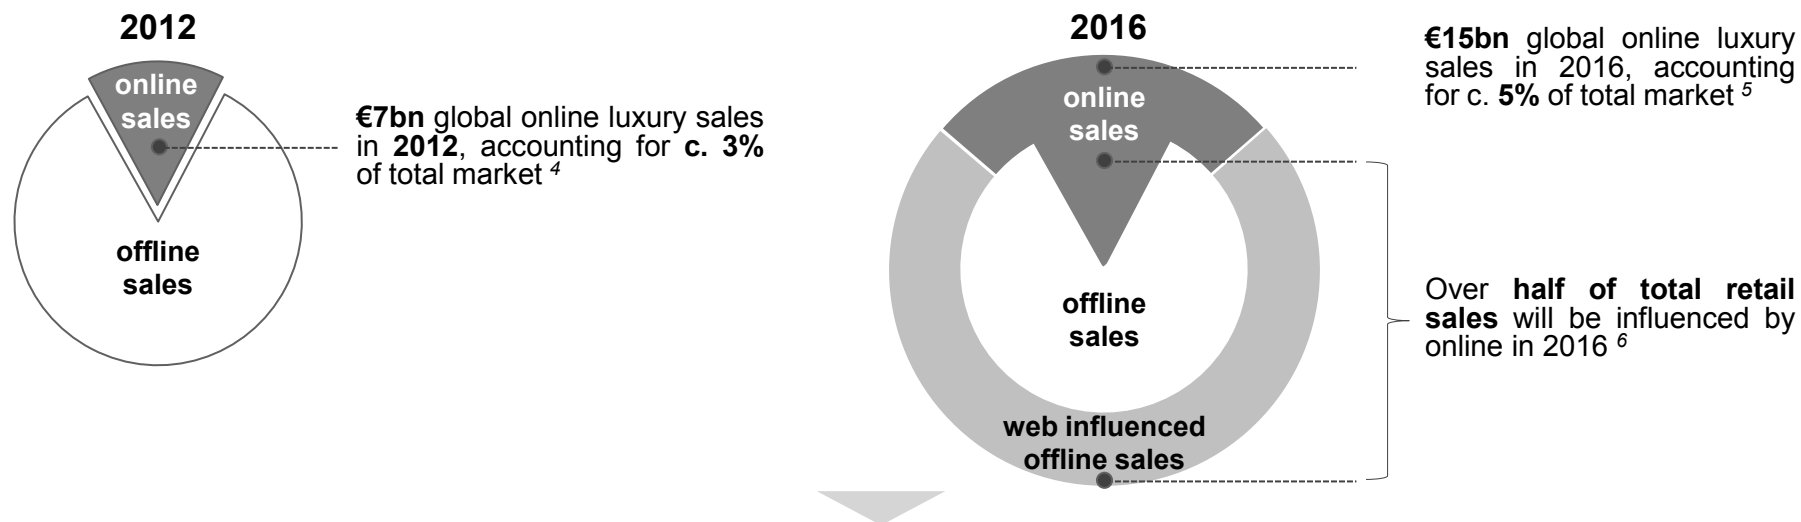 2012
online
sales
offline
sales
€7bn global online luxury sales
in 2012, accounting for c. 3%
of total market 4
2016
online
sales
offline
sales
web influenced
offline sales
€15bn global online luxury
sales in 2016, accounting
for c. 5% of total market 5
Over half of total retail
sales will be influenced by
online in 2016 6